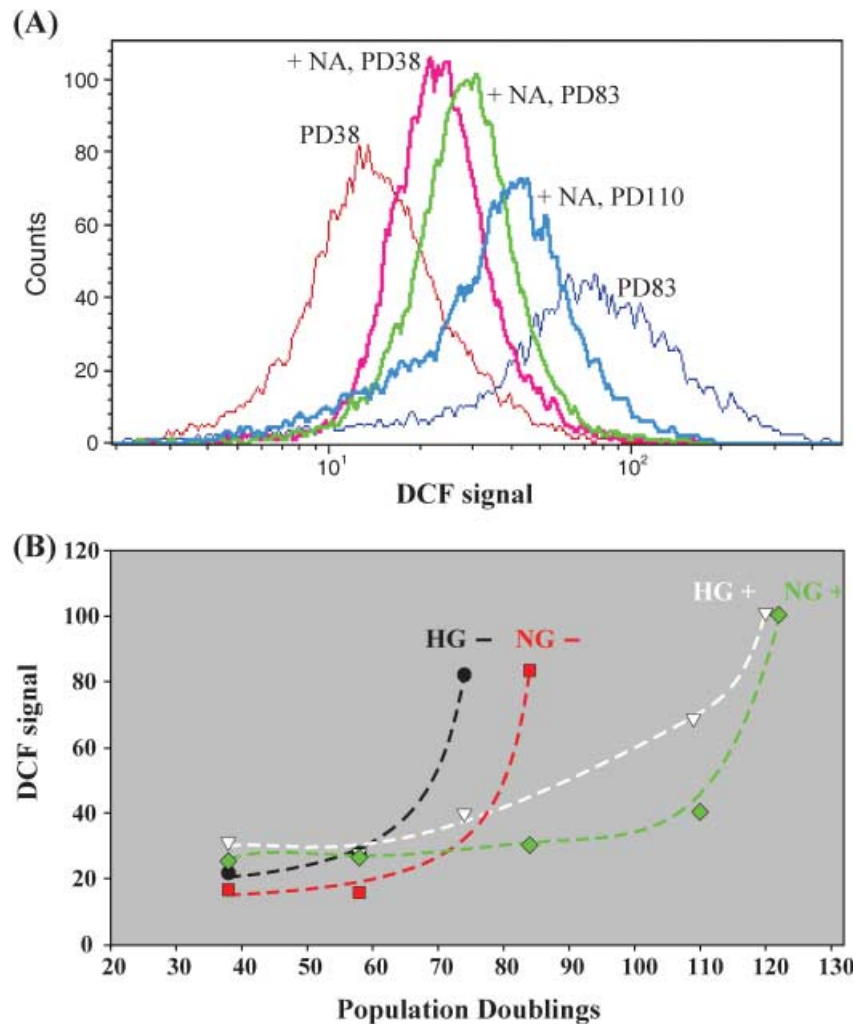 (A)
+ NA, PD38
+ NA, PD83
PD38
+ NA, PD110
PD83
Counts
100
80
60
40
20
0
10¹
10²
DCF signal
(B)
120
100
80
60
40
20
0
DCF signal
HG +
NG +
HG −
NG −
20
30
40
50
60
70
80
90
100
110
120
130
Population Doublings